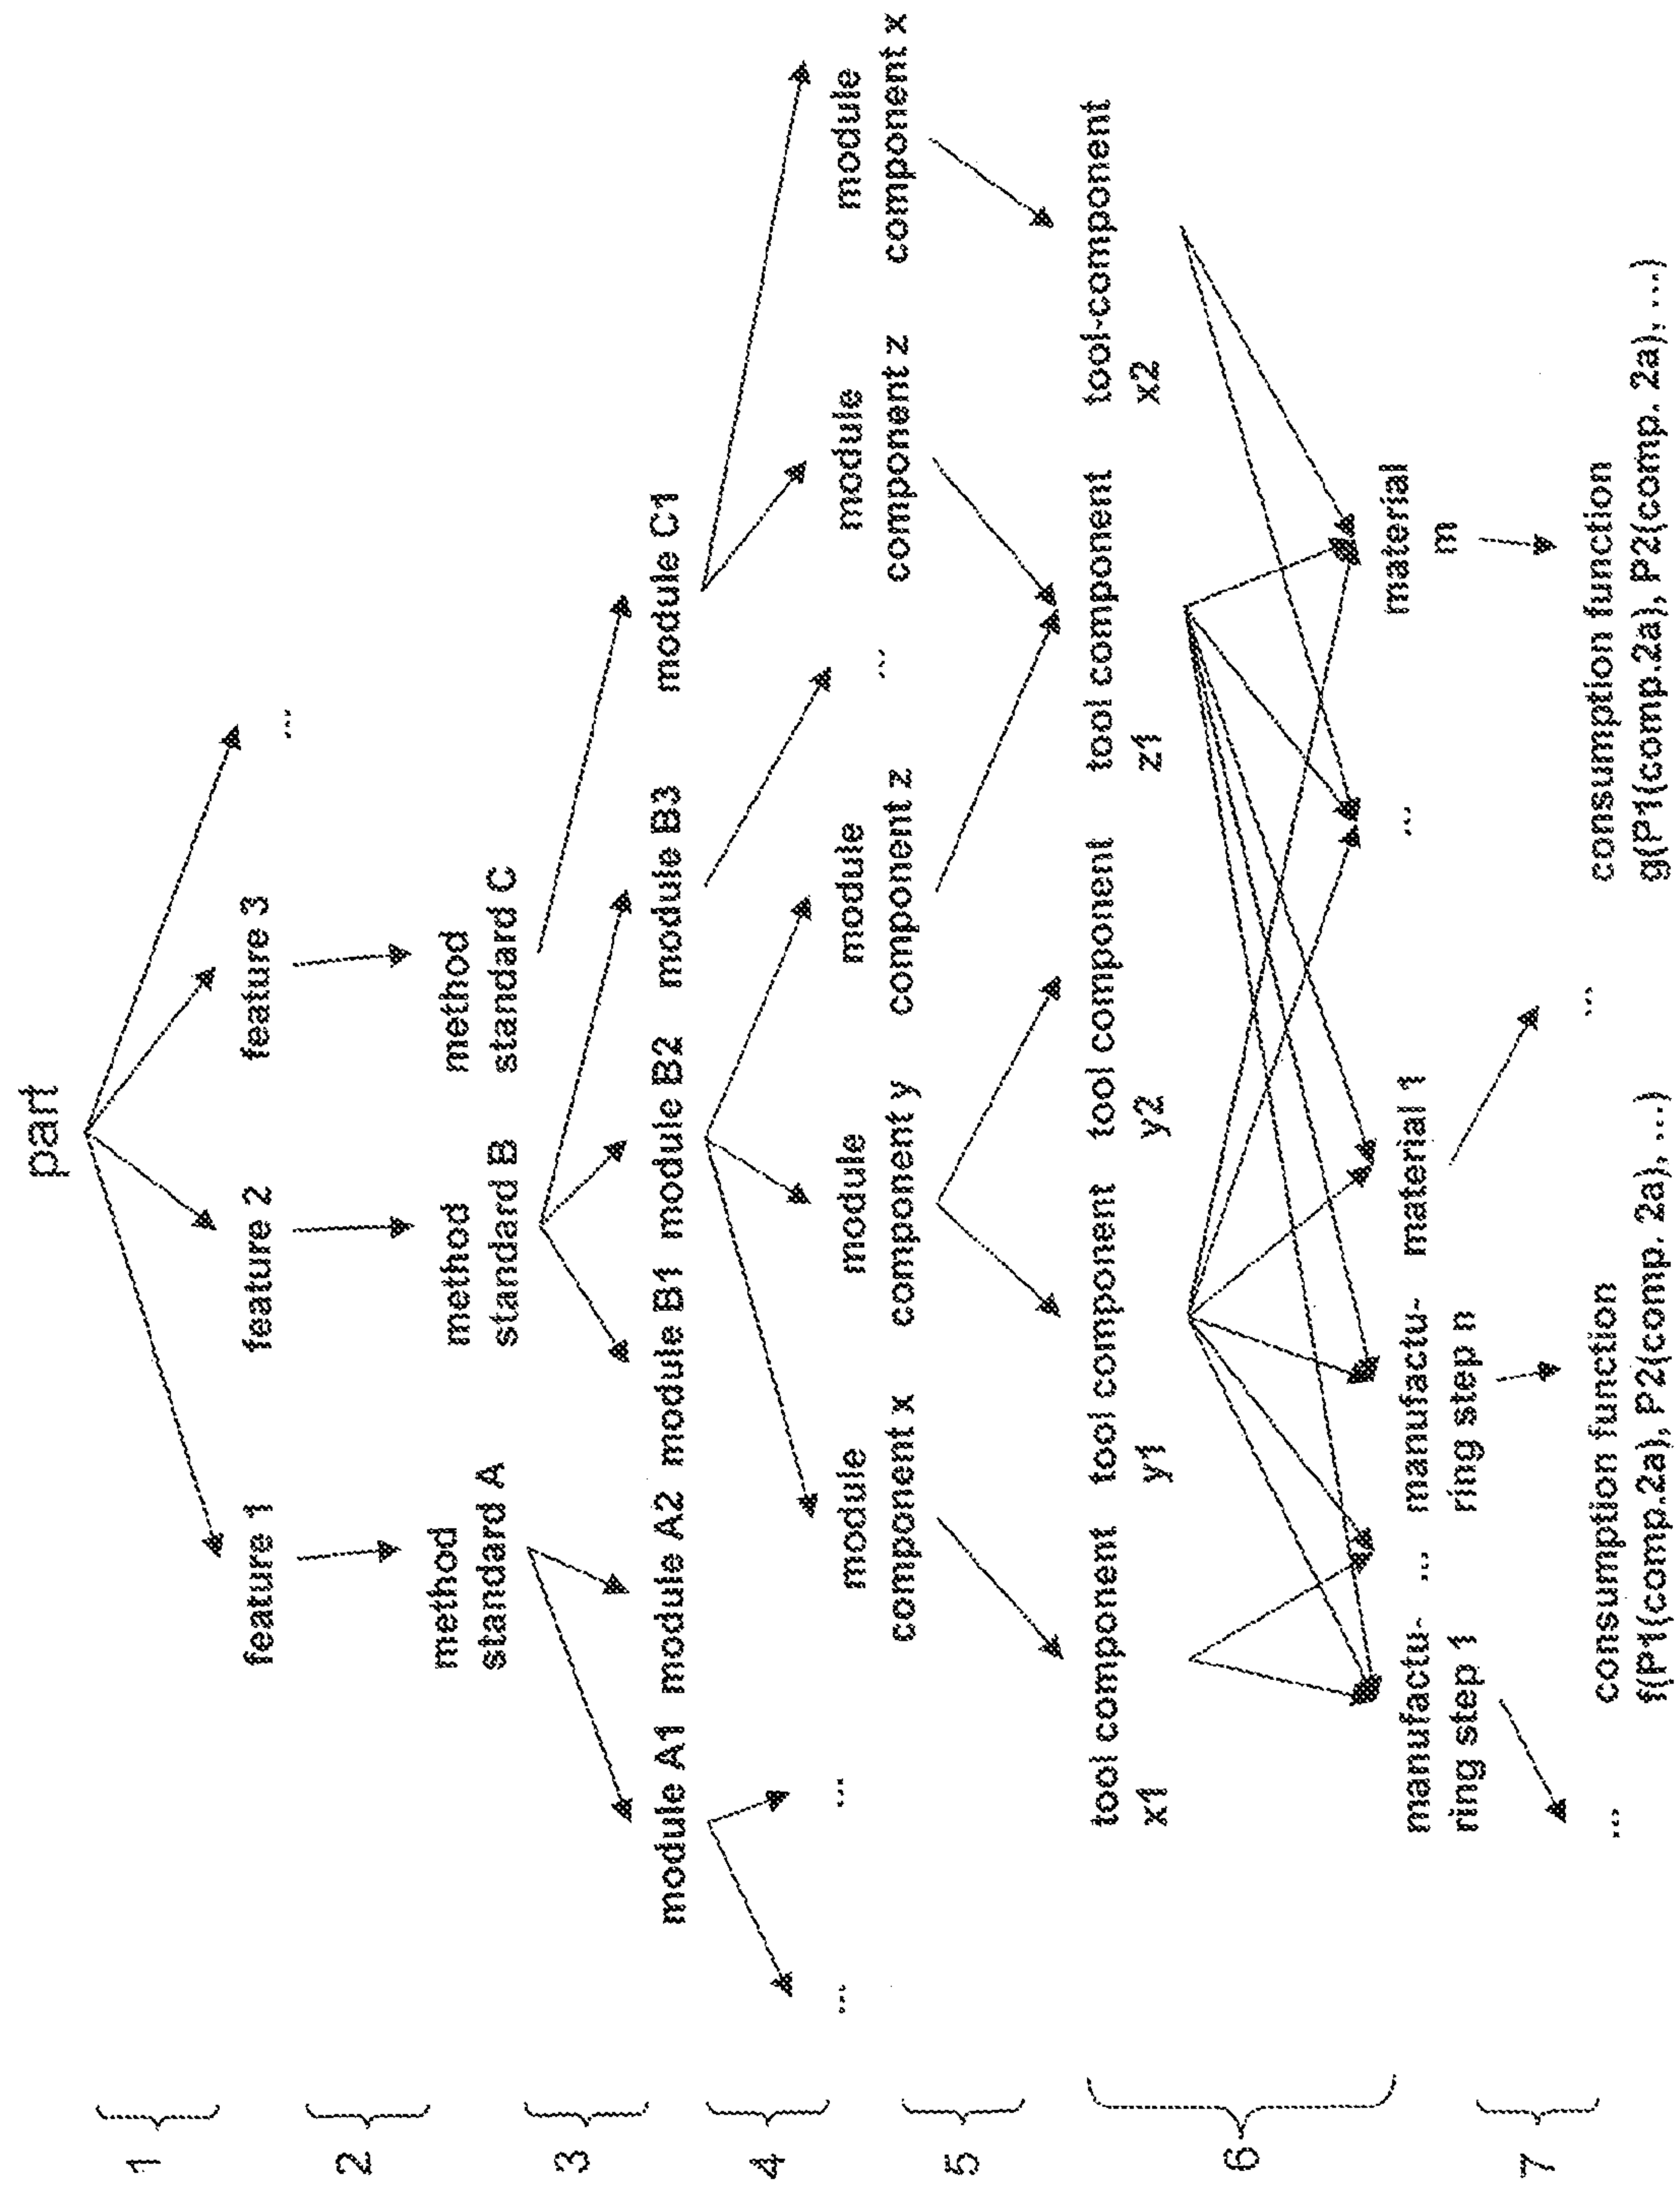 part
1
feature 1
feature 2
feature 3
...
2
method
standard A
method
standard B
method
standard C
3
module A1
module A2
module B1
module B2
module B3
module C1
4
...
...
module
component x
module
component y
module
component z
...
module
component z
module
component x
5
tool component
x1
tool component
y1
tool component
y2
tool component
z1
tool-component
x2
6
manufactu-
ring step 1
...
manufactu-
ring step n
material 1
...
material
m
7
...
consumption function
f(P1(comp.2a), P2(comp. 2a), ...)
...
consumption function
g(P1(comp.2a), P2(comp. 2a), ...)